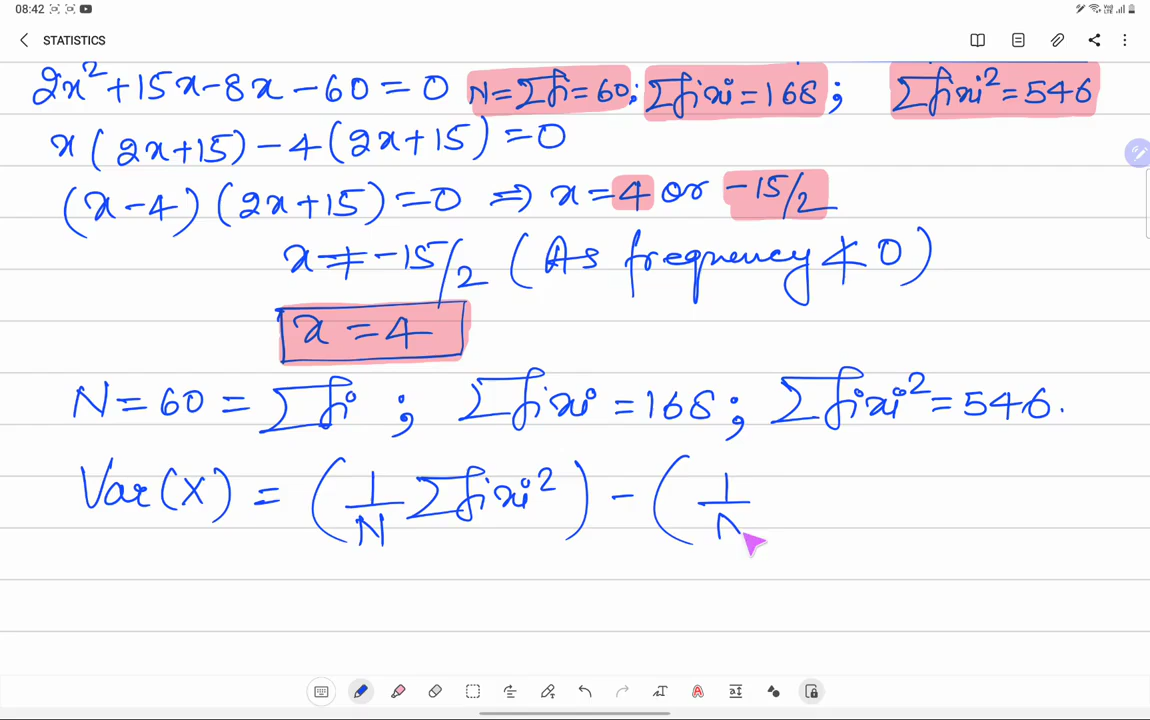 08:42
STATISTICS
2x²+15x-8x-60=0 N=Σfi=60; Σfixi=168; Σfixi²=546
x(2x+15)-4(2x+15)=0
(x-4)(2x+15)=0 ⇒ x=4 or -15/2
x≠-15/2 (As frequency ≮ 0)
x=4
N=60=Σfi ; Σfixi=168; Σfixi²=546.
Var(X) = (1/N Σfixi²) - (1/N